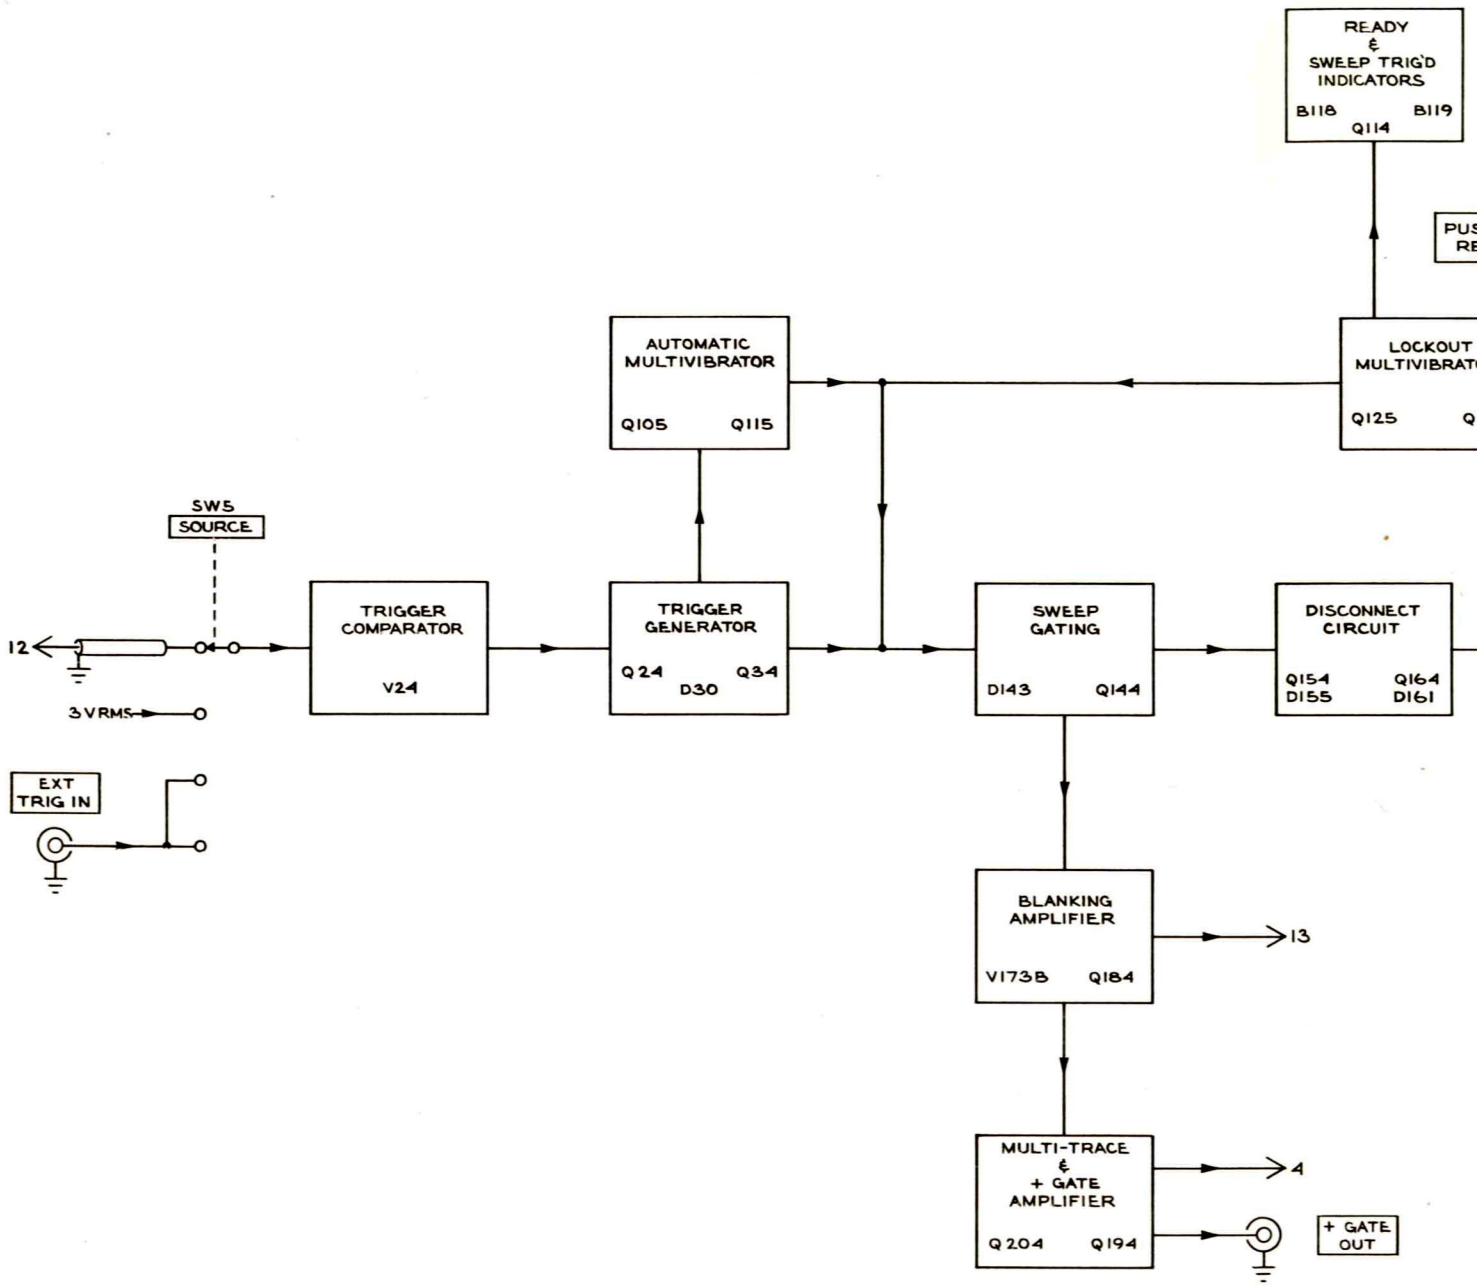 READY
&
SWEEP TRIG'D
INDICATORS
B118 B119
Q114
AUTOMATIC
MULTIVIBRATOR
Q105 Q115
LOCKOUT
Q125
SW5
SOURCE
12
3 V RMS
EXT
TRIG IN
TRIGGER
COMPARATOR
V24
TRIGGER
GENERATOR
Q24 Q34
D30
SWEEP
GATING
D143 Q144
DISCONNECT
CIRCUIT
Q154 Q164
D155 D161
BLANKING
AMPLIFIER
V173B Q184
13
MULTI-TRACE
&
+ GATE
AMPLIFIER
Q204 Q194
4
+ GATE
OUT